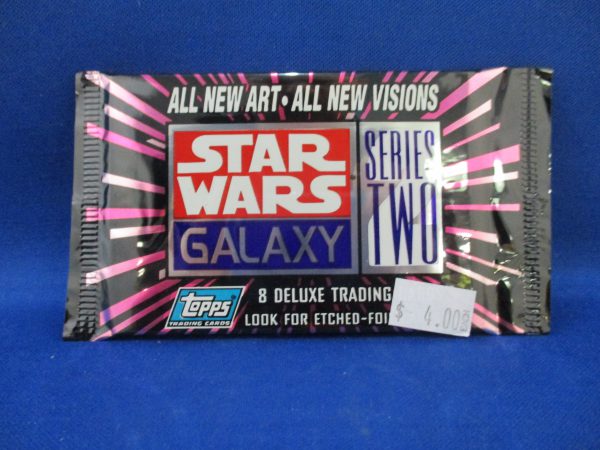 ALL NEW ART • ALL NEW VISIONS
STAR
WARS
GALAXY
SERIES
TWO
Topps
TRADING CARDS
8 DELUXE TRADING
LOOK FOR ETCHED-FOI
$ 4.00